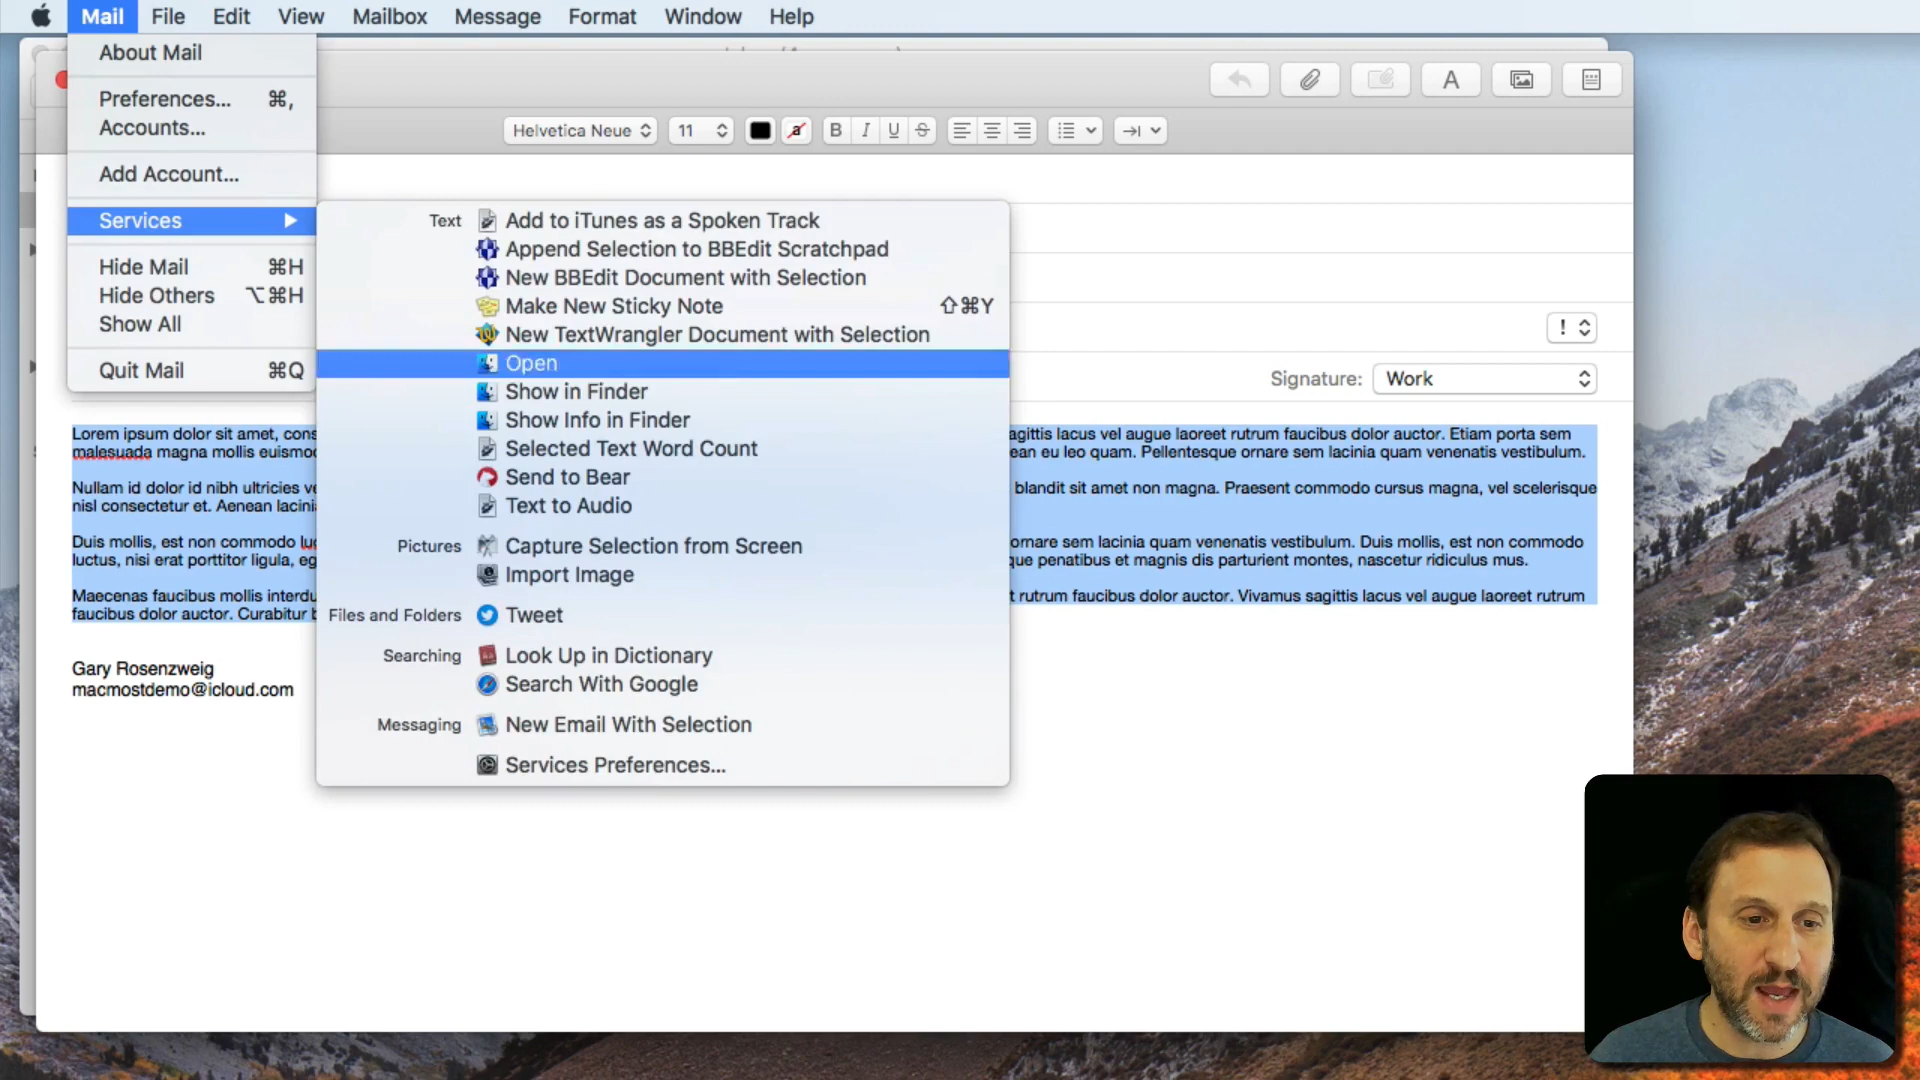 Mail File Edit View Mailbox Message Format Window Help
About Mail
Preferences... ⌘,
Accounts...
Add Account...
Services ▶
Hide Mail ⌘H
Hide Others ⌥⌘H
Show All
Quit Mail ⌘Q
Helvetica Neue 11 a B I U S
A
Text Add to iTunes as a Spoken Track
Append Selection to BBEdit Scratchpad
New BBEdit Document with Selection
Make New Sticky Note ⇧⌘Y
New TextWrangler Document with Selection
Open
Show in Finder
Show Info in Finder
Selected Text Word Count
Send to Bear
Text to Audio
Pictures Capture Selection from Screen
Import Image
Files and Folders Tweet
Searching Look Up in Dictionary
Search With Google
Messaging New Email With Selection
Services Preferences...
!
Signature: Work
Lorem ipsum dolor sit amet, cons agittis lacus vel augue laoreet rutrum faucibus dolor auctor. Etiam porta sem
malesuada magna mollis euismo ean eu leo quam. Pellentesque ornare sem lacinia quam venenatis vestibulum.
Nullam id dolor id nibh ultricies ve blandit sit amet non magna. Praesent commodo cursus magna, vel scelerisque
nisl consectetur et. Aenean lacini
Duis mollis, est non commodo luc ornare sem lacinia quam venenatis vestibulum. Duis mollis, est non commodo
luctus, nisi erat porttitor ligula, eg que penatibus et magnis dis parturient montes, nascetur ridiculus mus.
Maecenas faucibus mollis interdu t rutrum faucibus dolor auctor. Vivamus sagittis lacus vel augue laoreet rutrum
faucibus dolor auctor. Curabitur b
Gary Rosenzweig
macmostdemo@icloud.com